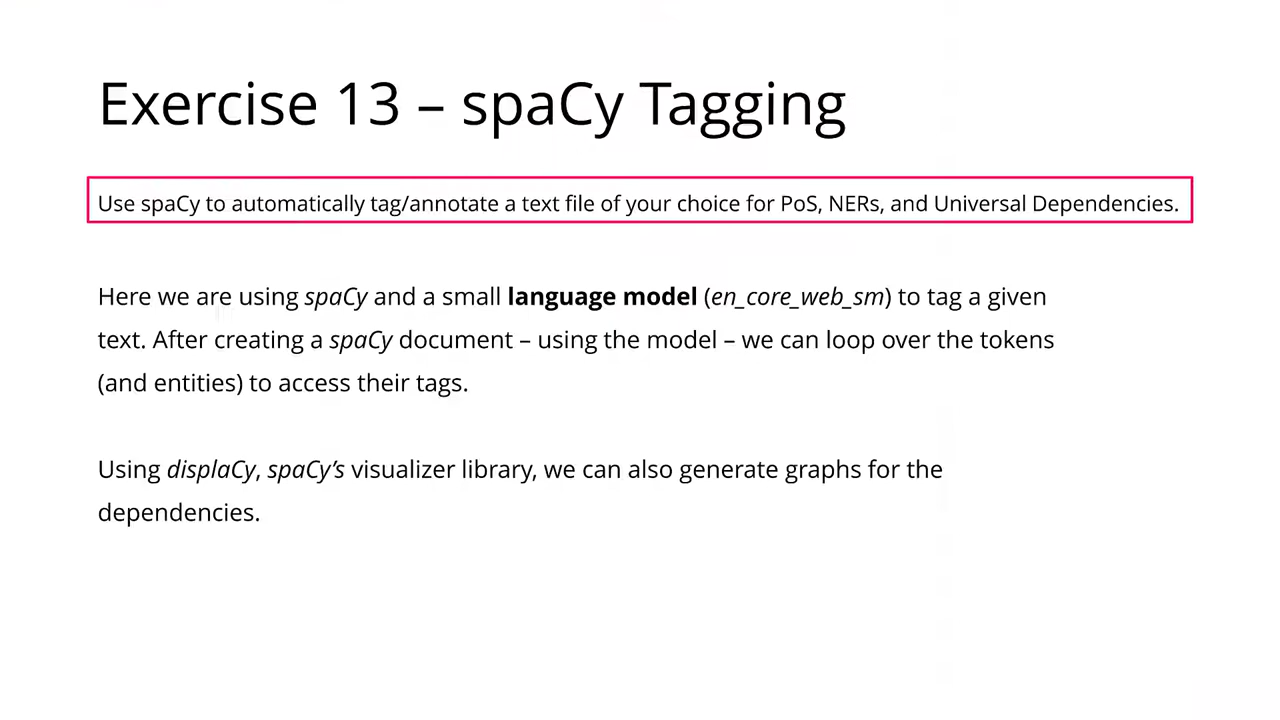 Exercise 13 – spaCy Tagging
Use spaCy to automatically tag/annotate a text file of your choice for PoS, NERs, and Universal Dependencies.
Here we are using spaCy and a small language model (en_core_web_sm) to tag a given
text. After creating a spaCy document – using the model – we can loop over the tokens
(and entities) to access their tags.
Using displaCy, spaCy’s visualizer library, we can also generate graphs for the
dependencies.